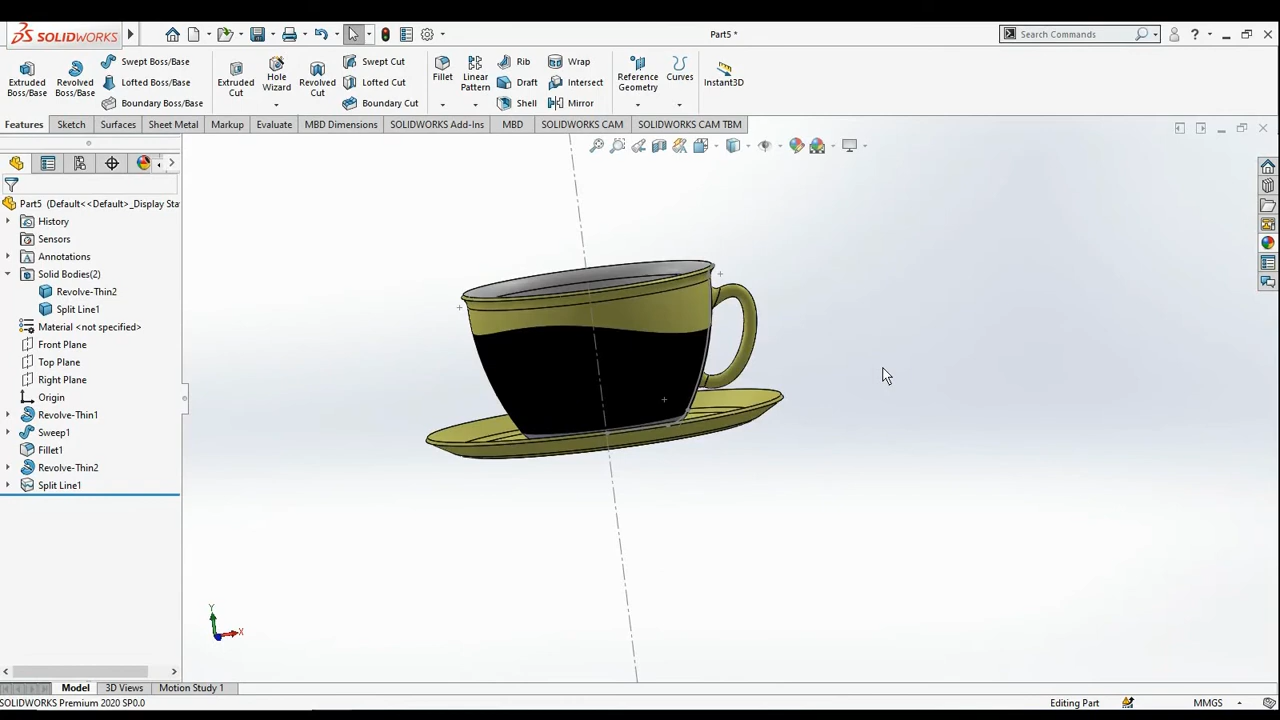 SOLIDWORKS
Part5 *
Search Commands
Extruded Boss/Base
Revolved Boss/Base
Swept Boss/Base
Lofted Boss/Base
Boundary Boss/Base
Extruded Cut
Hole Wizard
Revolved Cut
Swept Cut
Lofted Cut
Boundary Cut
Fillet
Linear Pattern
Rib
Draft
Shell
Wrap
Intersect
Mirror
Reference Geometry
Curves
Instant3D
Features
Sketch
Surfaces
Sheet Metal
Markup
Evaluate
MBD Dimensions
SOLIDWORKS Add-Ins
MBD
SOLIDWORKS CAM
SOLIDWORKS CAM TBM
Part5 (Default<<Default>_Display Sta
History
Sensors
Annotations
Solid Bodies(2)
Revolve-Thin2
Split Line1
Material <not specified>
Front Plane
Top Plane
Right Plane
Origin
Revolve-Thin1
Sweep1
Fillet1
Revolve-Thin2
Split Line1
Y
X
Model
3D Views
Motion Study 1
SOLIDWORKS Premium 2020 SP0.0
Editing Part
MMGS